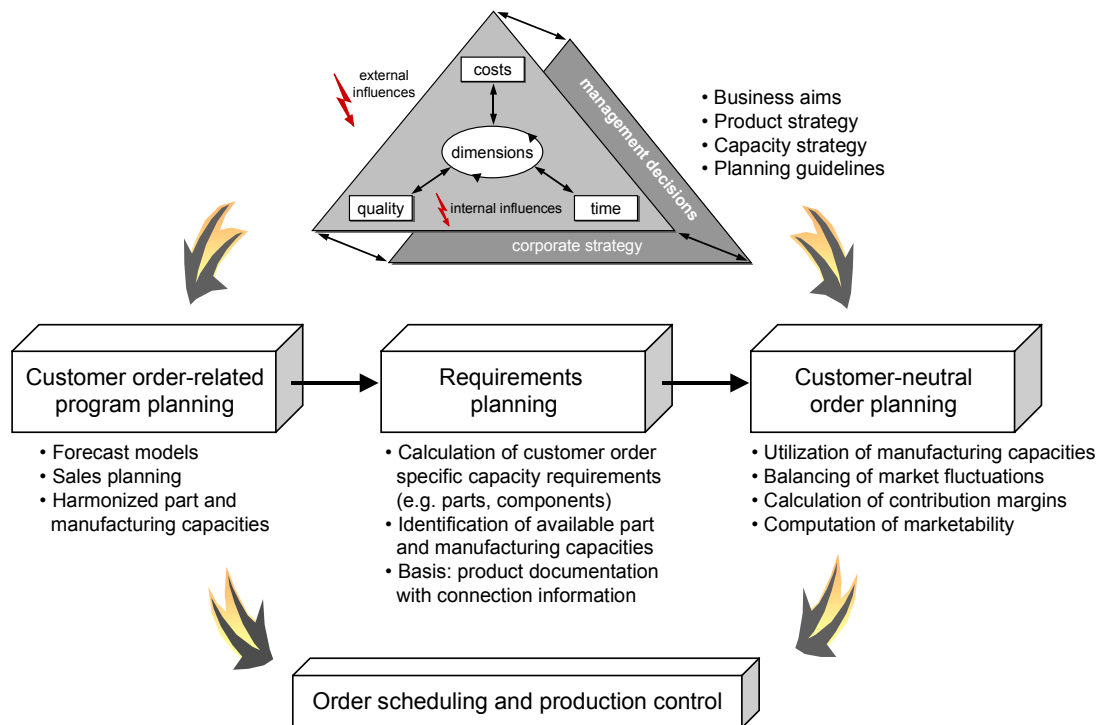 costs
external
influences
dimensions
management decisions
quality
internal influences
time
corporate strategy
• Business aims
• Product strategy
• Capacity strategy
• Planning guidelines
Customer order-related
program planning
Requirements
planning
Customer-neutral
order planning
• Forecast models
• Sales planning
• Harmonized part and
manufacturing capacities
• Calculation of customer order
specific capacity requirements
(e.g. parts, components)
• Identification of available part
and manufacturing capacities
• Basis: product documentation
with connection information
• Utilization of manufacturing capacities
• Balancing of market fluctuations
• Calculation of contribution margins
• Computation of marketability
Order scheduling and production control